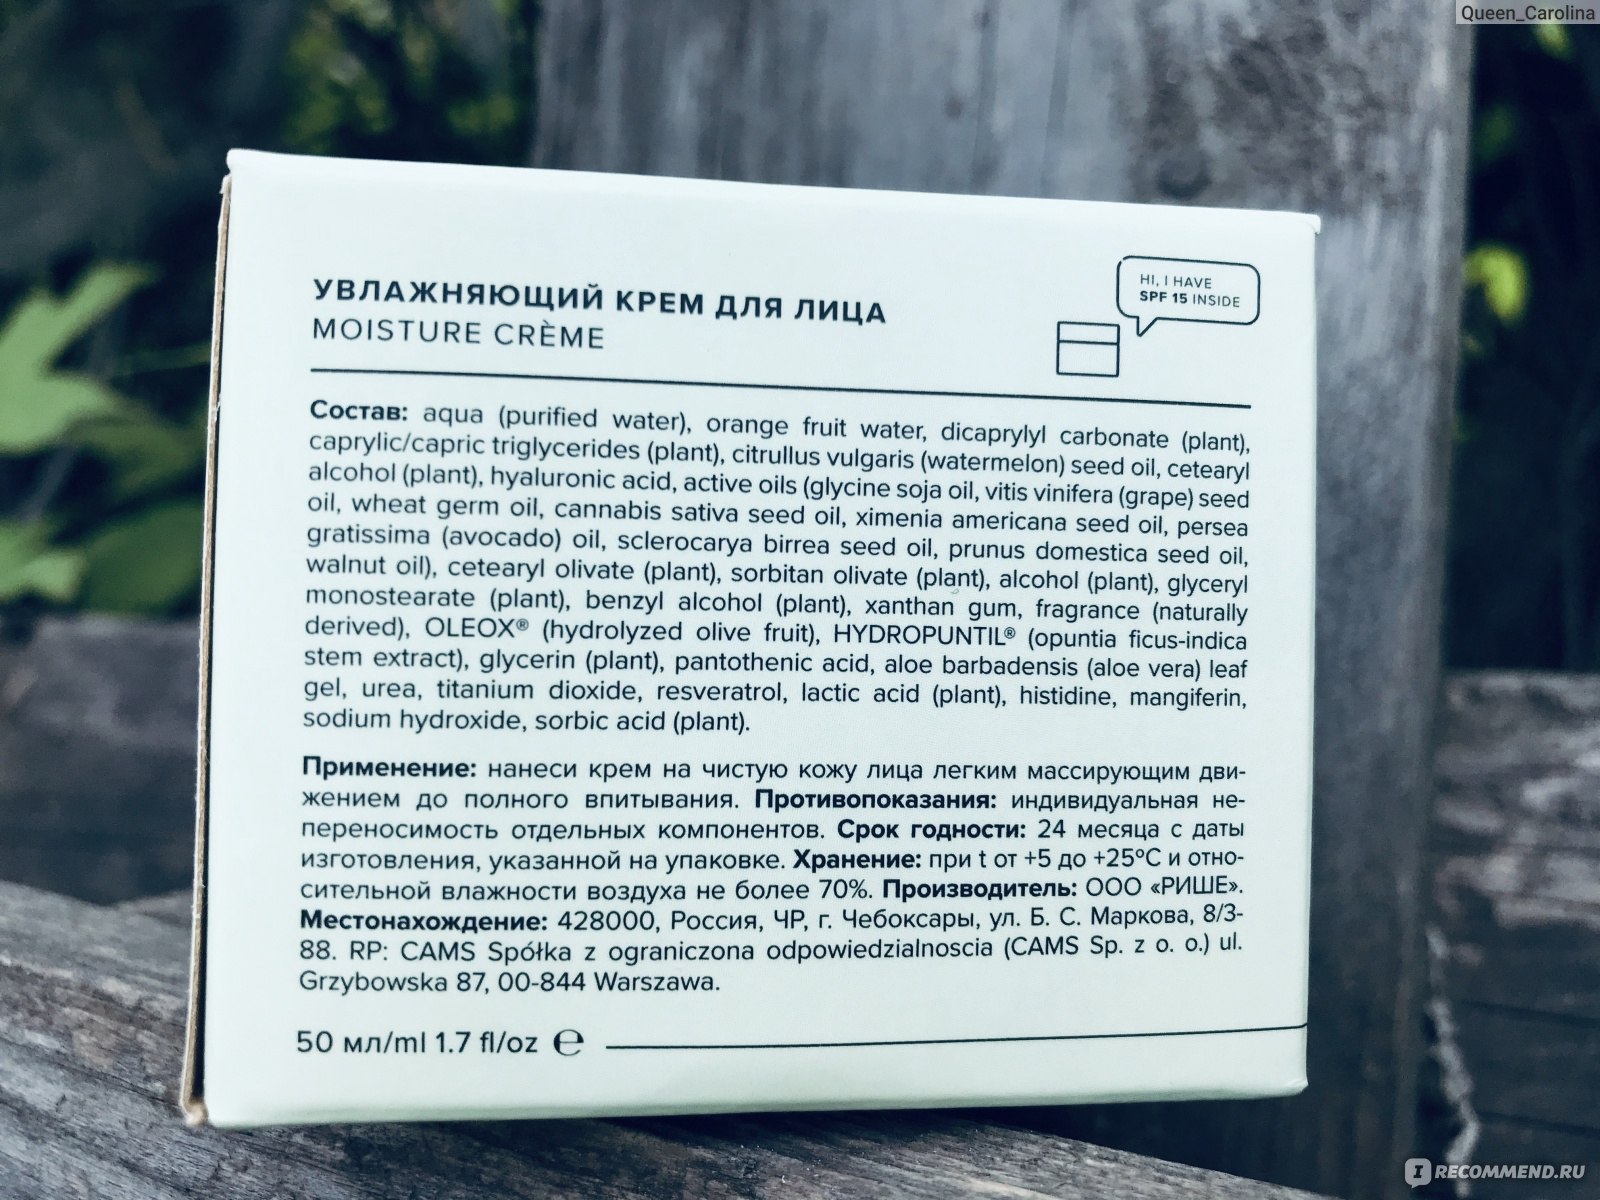 Queen_Carolina
УВЛАЖНЯЮЩИЙ КРЕМ ДЛЯ ЛИЦА
MOISTURE CRÈME
HI, I HAVE
SPF 15 INSIDE
Состав: aqua (purified water), orange fruit water, dicaprylyl carbonate (plant),
caprylic/capric triglycerides (plant), citrullus vulgaris (watermelon) seed oil, cetearyl
alcohol (plant), hyaluronic acid, active oils (glycine soja oil, vitis vinifera (grape) seed
oil, wheat germ oil, cannabis sativa seed oil, ximenia americana seed oil, persea
gratissima (avocado) oil, sclerocarya birrea seed oil, prunus domestica seed oil,
walnut oil), cetearyl olivate (plant), sorbitan olivate (plant), alcohol (plant), glyceryl
monostearate (plant), benzyl alcohol (plant), xanthan gum, fragrance (naturally
derived), OLEOX® (hydrolyzed olive fruit), HYDROPUNTIL® (opuntia ficus-indica
stem extract), glycerin (plant), pantothenic acid, aloe barbadensis (aloe vera) leaf
gel, urea, titanium dioxide, resveratrol, lactic acid (plant), histidine, mangiferin,
sodium hydroxide, sorbic acid (plant).
Применение: нанеси крем на чистую кожу лица легким массирующим дви-
жением до полного впитывания. Противопоказания: индивидуальная не-
переносимость отдельных компонентов. Срок годности: 24 месяца с даты
изготовления, указанной на упаковке. Хранение: при t от +5 до +25°C и отно-
сительной влажности воздуха не более 70%. Производитель: ООО «РИШЕ».
Местонахождение: 428000, Россия, ЧР, г. Чебоксары, ул. Б. С. Маркова, 8/3-
88. RP: CAMS Spółka z ograniczona odpowiedzialnoscia (CAMS Sp. z o. o.) ul.
Grzybowska 87, 00-844 Warszawa.
50 мл/ml 1.7 fl/oz ℮
I RECOMMEND.RU